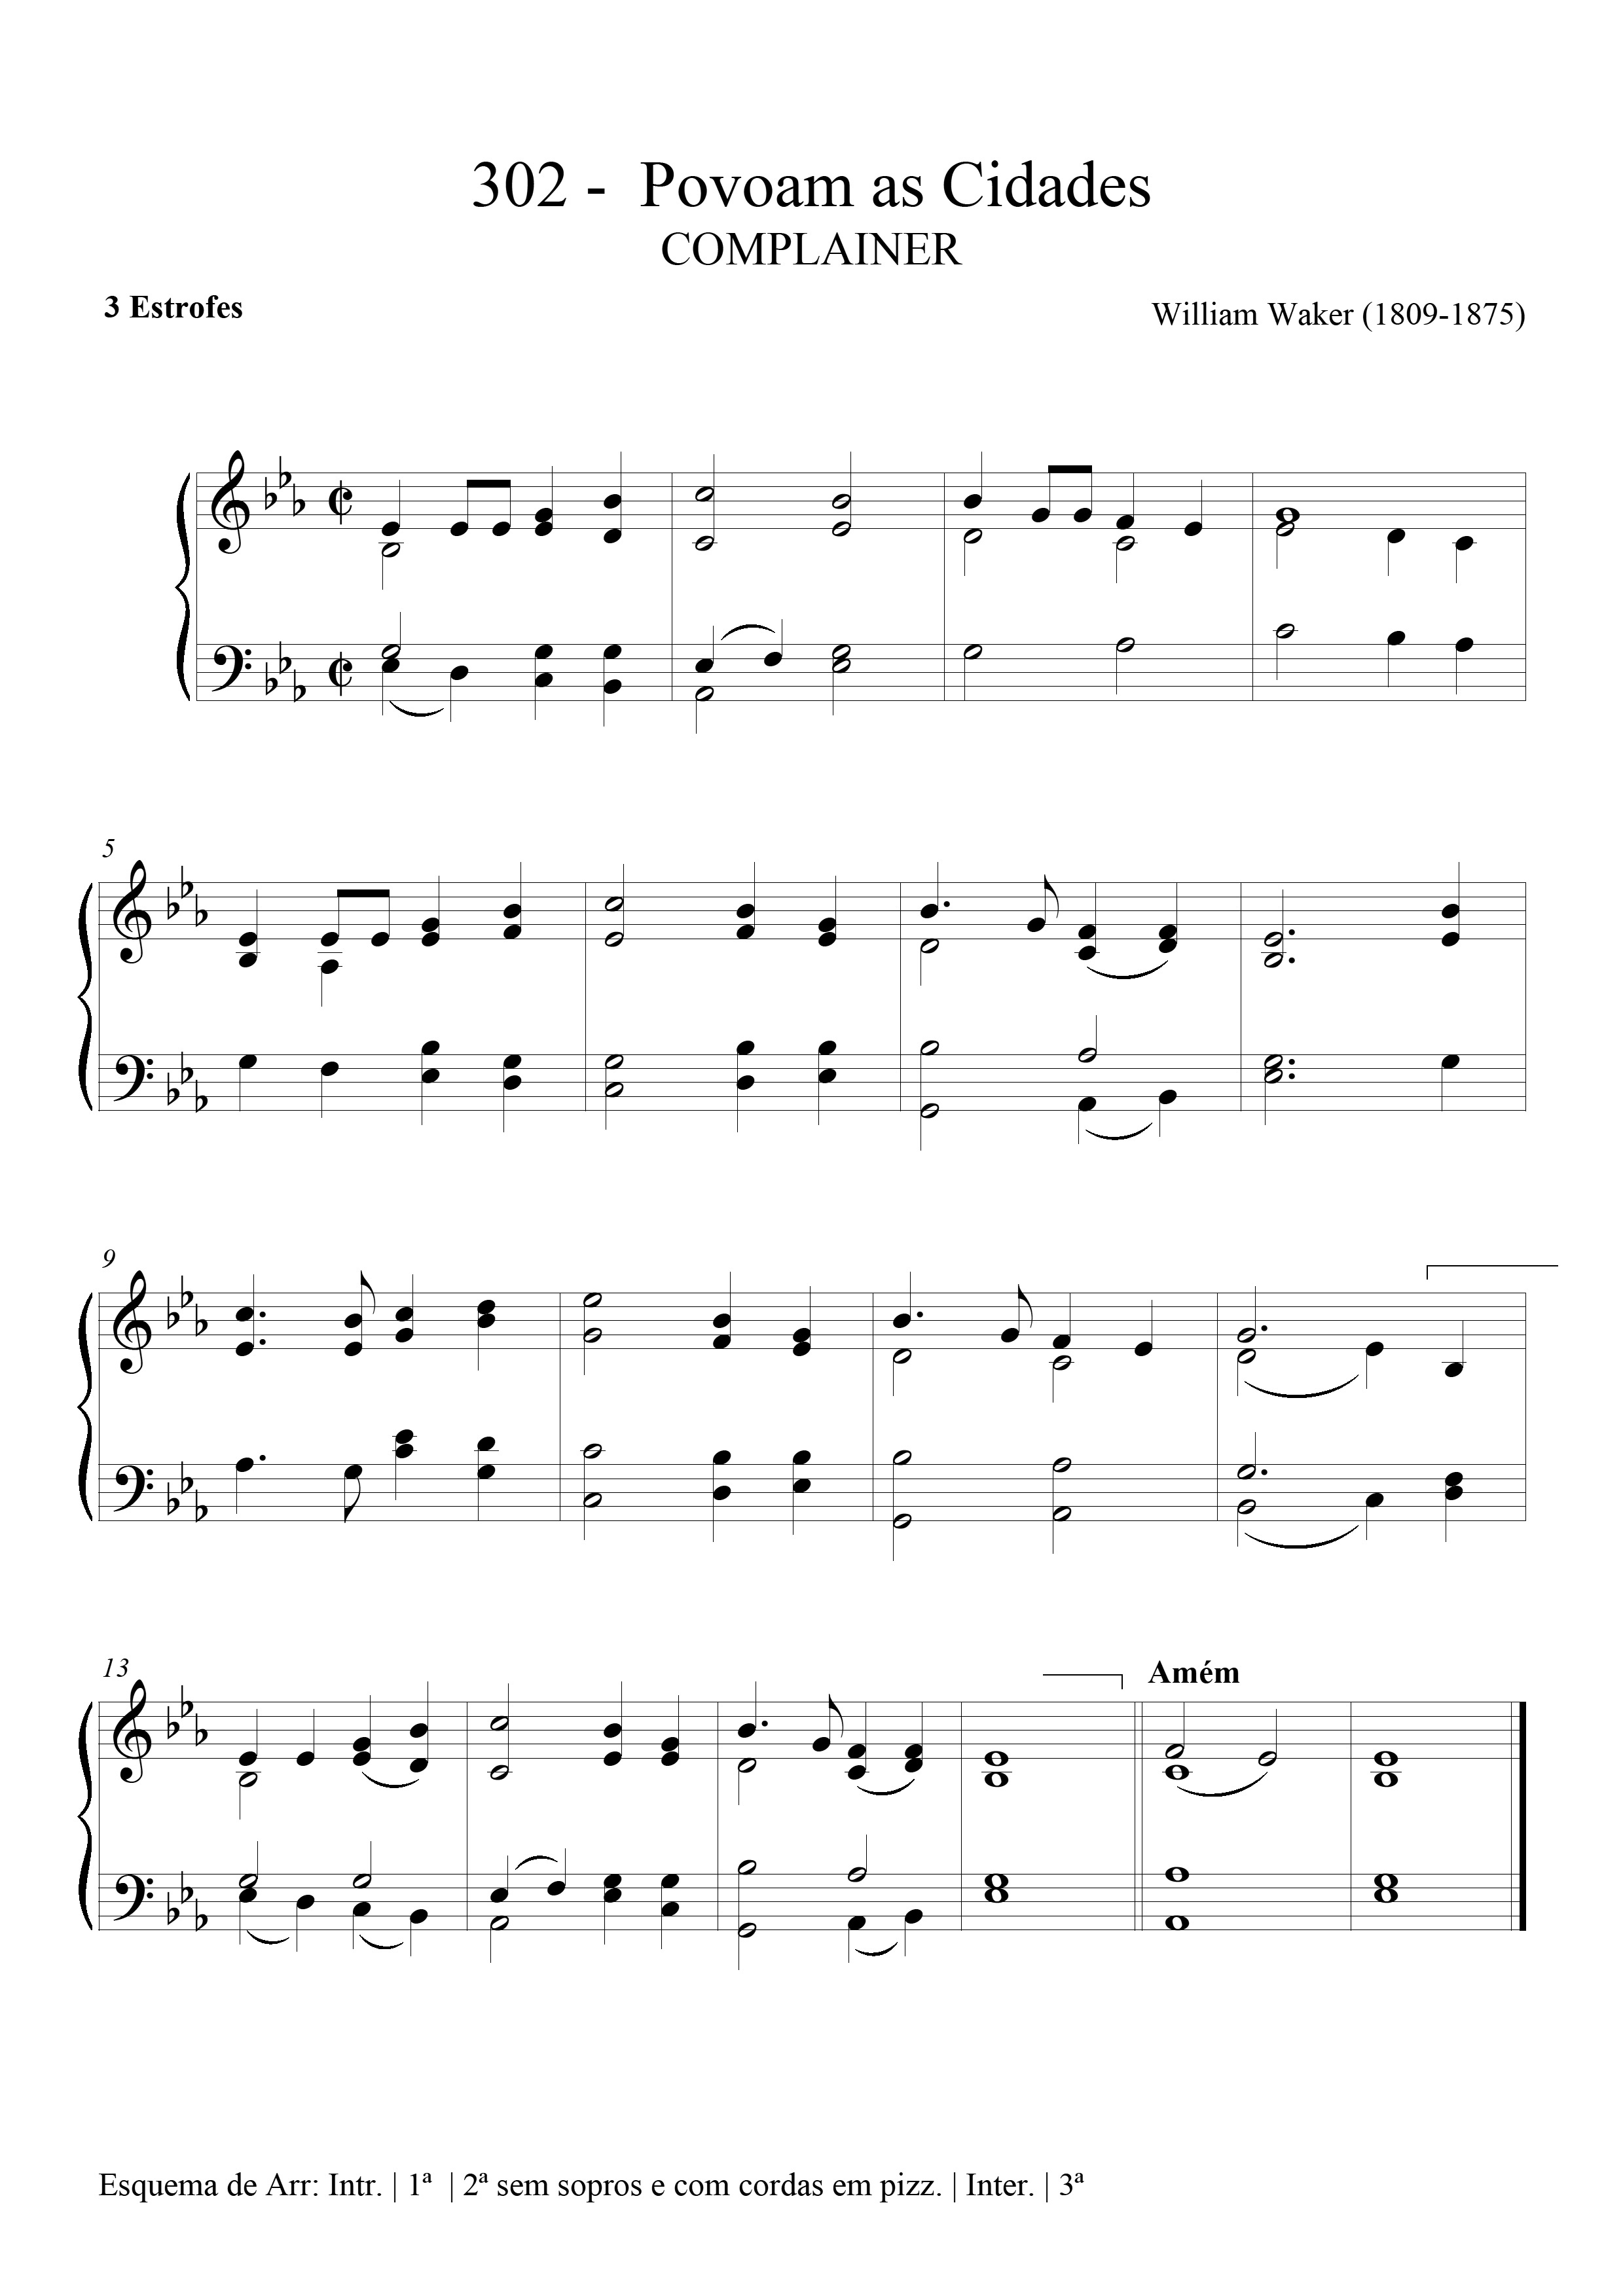 302 - Povoam as Cidades
COMPLAINER
3 Estrofes
William Waker (1809-1875)
5
9
13
Amém
Esquema de Arr: Intr. | 1ª | 2ª sem sopros e com cordas em pizz. | Inter. | 3ª